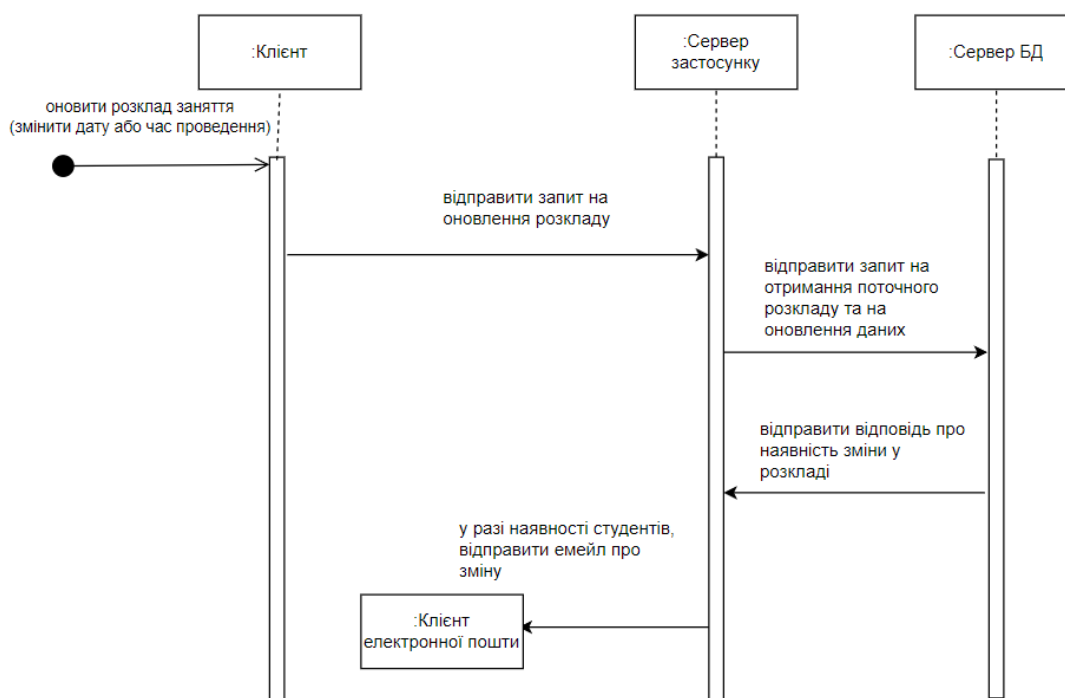 :Клієнт
:Сервер
застосунку
:Сервер БД
оновити розклад заняття
(змінити дату або час проведення)
відправити запит на
оновлення розкладу
відправити запит на
отримання поточного
розкладу та на
оновлення даних
відправити відповідь про
наявність зміни у
розкладі
у разі наявності студентів,
відправити емейл про
зміну
:Клієнт
електронної пошти